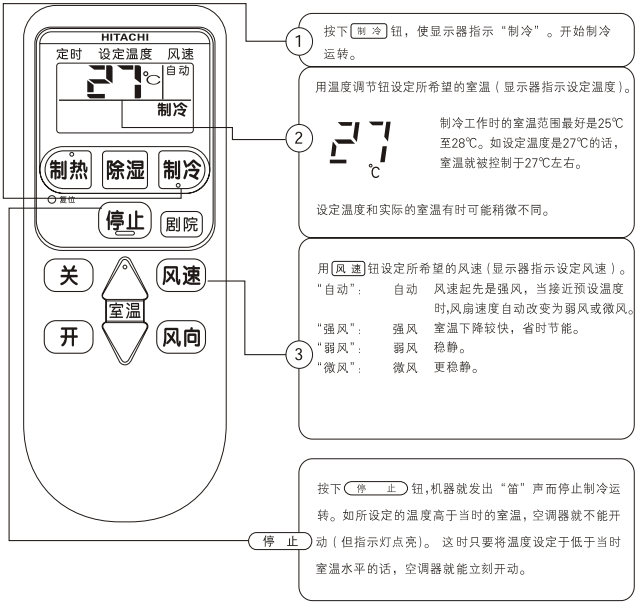 HITACHI
定时 设定温度 风速
27℃ 自动
制冷
制热 除湿 制冷
复位
停止 剧院
关 风速
室温
开 风向
1
按下 制冷 钮，使显示器指示“制冷”。开始制冷
运转。
2
用温度调节钮设定所希望的室温(显示器指示设定温度)。
27℃
制冷工作时的室温范围最好是25℃
至28℃。如设定温度是27℃的话，
室温就被控制于27℃左右。
设定温度和实际的室温有时可能稍微不同。
3
用 风速 钮设定所希望的风速(显示器指示设定风速)。
“自动”： 自动 风速起先是强风，当接近预设温度
时,风扇速度自动改变为弱风或微风。
“强风”： 强风 室温下降较快，省时节能。
“弱风”： 弱风 稳静。
“微风”： 微风 更稳静。
停 止
按下 停 止 钮,机器就发出“笛”声而停止制冷运
转。如所设定的温度高于当时的室温，空调器就不能开
动(但指示灯点亮)。这时只要将温度设定于低于当时
室温水平的话，空调器就能立刻开动。